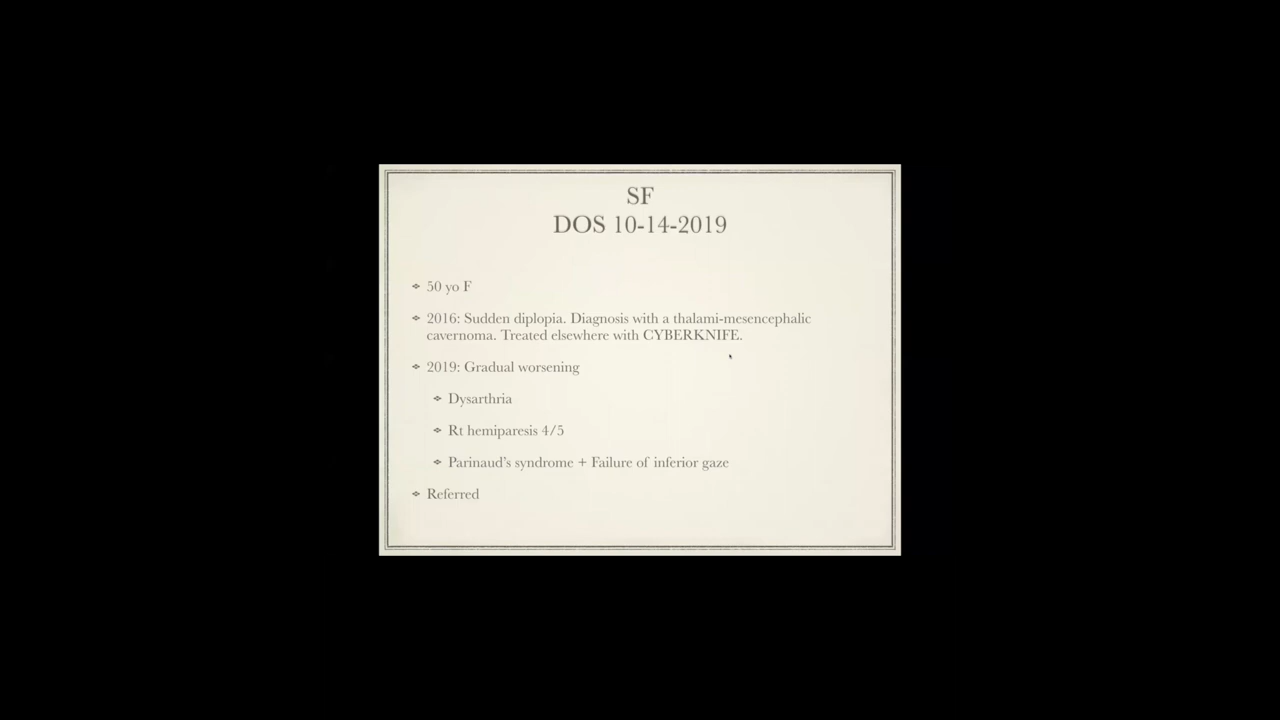 SF
DOS 10-14-2019
50 yo F
2016: Sudden diplopia. Diagnosis with a thalami-mesencephalic
cavernoma. Treated elsewhere with CYBERKNIFE.
2019: Gradual worsening
Dysarthria
Rt hemiparesis 4/5
Parinaud's syndrome + Failure of inferior gaze
Referred